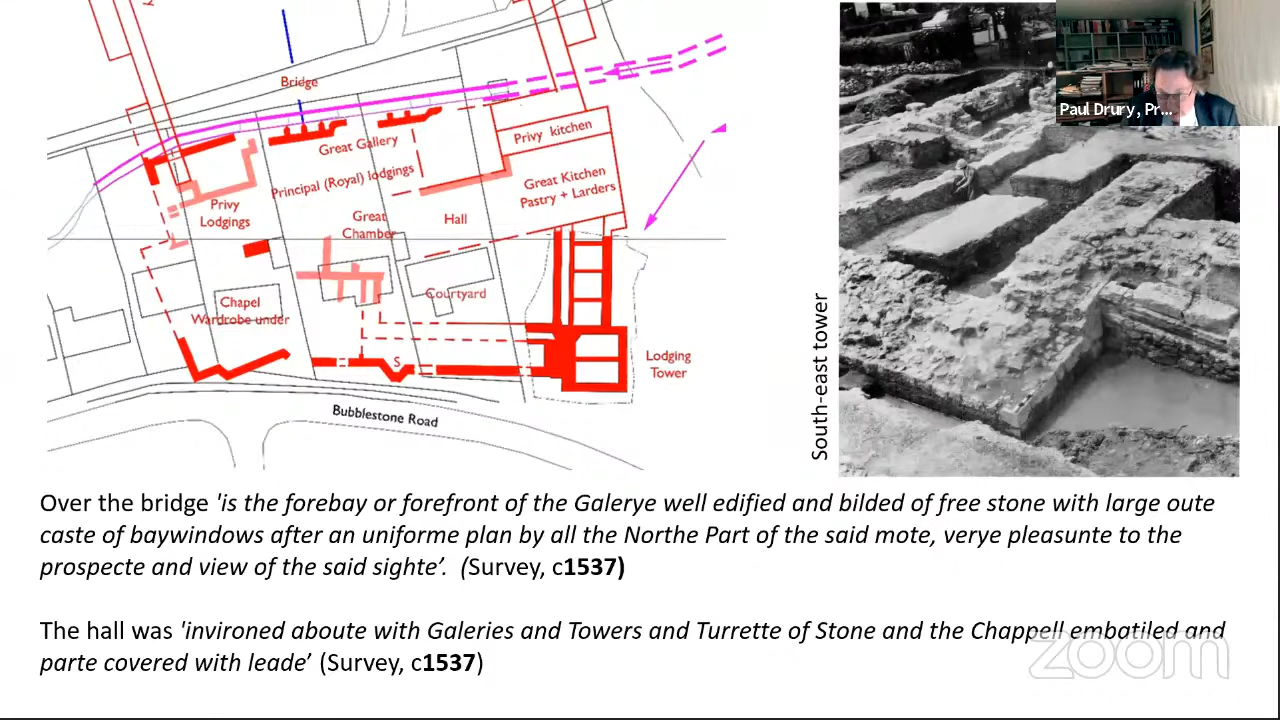 Y
Bridge
Privy kitchen
Great Gallery
Principal (Royal) lodgings
Great Kitchen
Pastry + Larders
Privy
Lodgings
Great
Chamber
Hall
Chapel
Wardrobe under
Courtyard
S
Lodging
Tower
Bubblestone Road
South-east tower
Paul Drury, Pr...
Over the bridge 'is the forebay or forefront of the Galerye well edified and bilded of free stone with large oute
caste of baywindows after an uniforme plan by all the Northe Part of the said mote, verye pleasunte to the
prospecte and view of the said sighte’. (Survey, c1537)
The hall was 'invironed aboute with Galeries and Towers and Turrette of Stone and the Chappell embatiled and
parte covered with leade’ (Survey, c1537)
zoom